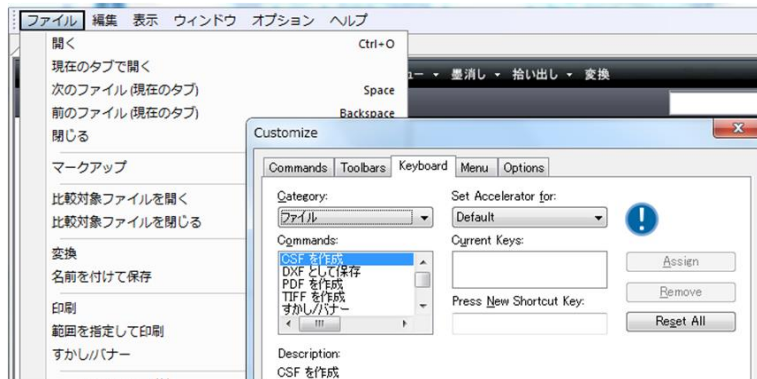 ファイル 編集 表示 ウィンドウ オプション ヘルプ
開く Ctrl+O
現在のタブで開く
墨消し 拾い出し 変換
次のファイル (現在のタブ) Space
前のファイル (現在のタブ) Backspace
閉じる
マークアップ
比較対象ファイルを開く
比較対象ファイルを閉じる
変換
名前を付けて保存
印刷
範囲を指定して印刷
すかし/バナー
Customize
Commands Toolbars Keyboard Menu Options
Category:
ファイル
Commands:
CSF を作成
DXF として保存
PDF を作成
TIFF を作成
すかし/バナー
Description:
CSF を作成
Set Accelerator for:
Default
Current Keys:
Press New Shortcut Key:
Assign
Remove
Reset All